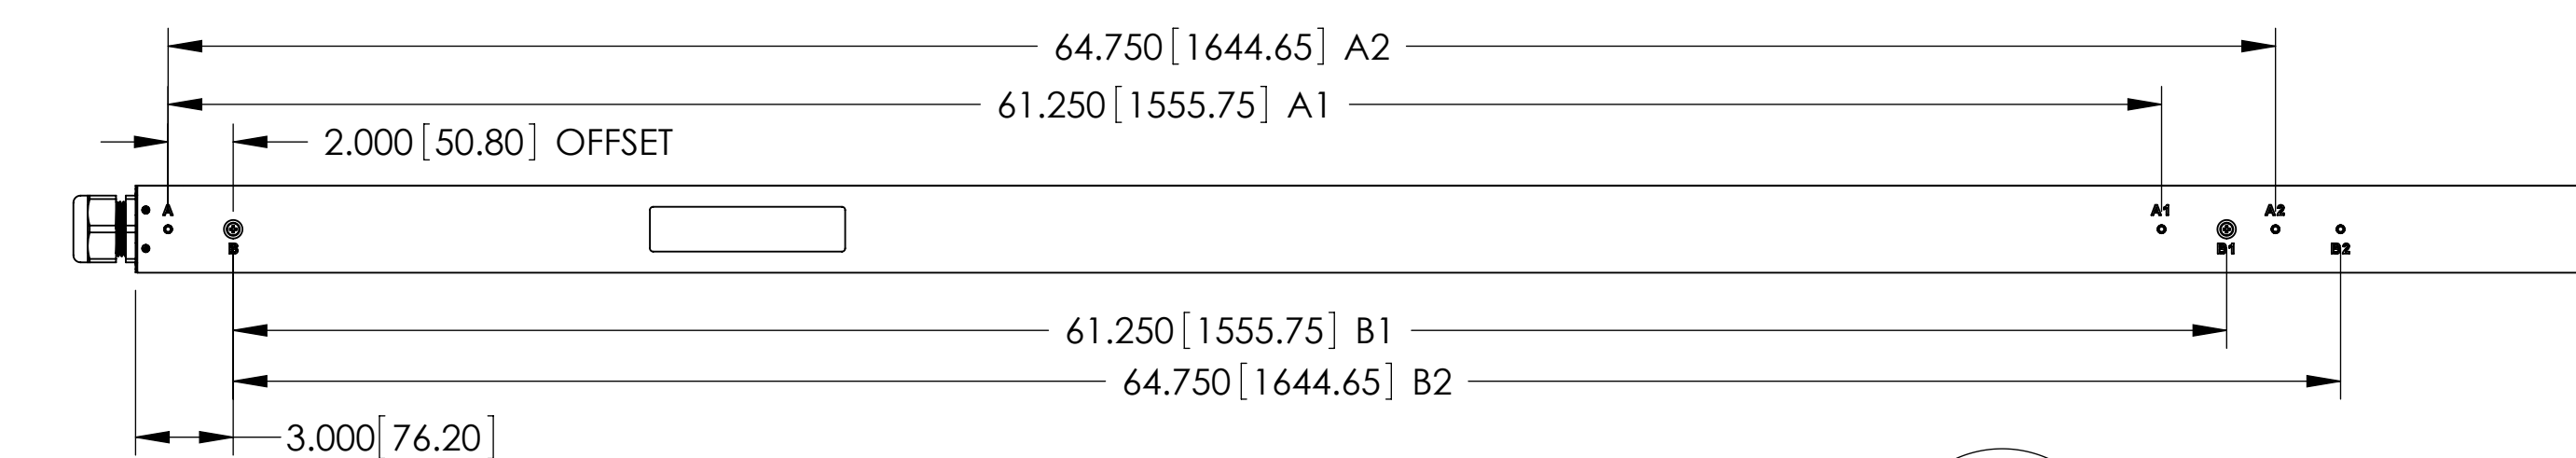 64.750[1644.65] A2
61.250[1555.75] A1
2.000[50.80] OFFSET
A A1 A2
B B1 B2
61.250[1555.75] B1
64.750[1644.65] B2
3.000[76.20]